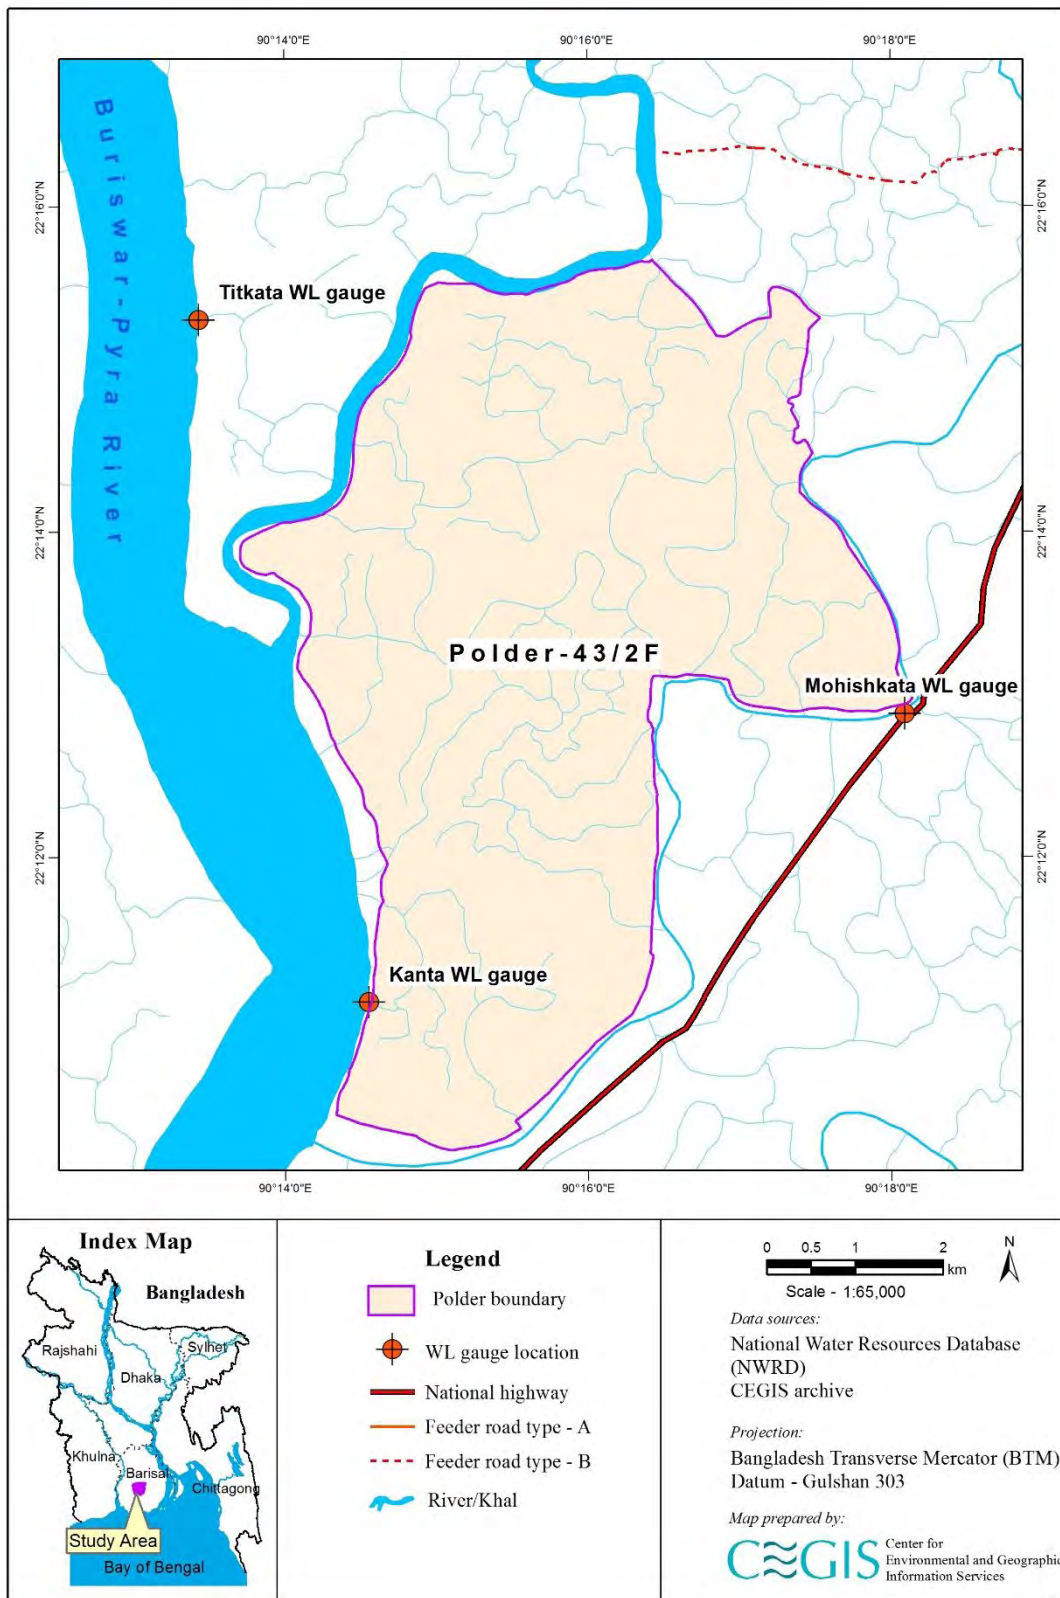 90°14'0"E
90°16'0"E
90°18'0"E
22°16'0"N
22°16'0"N
Buriswar-Pyra River
Titkata WL gauge
22°14'0"N
22°14'0"N
Polder-43/2F
Mohishkata WL gauge
22°12'0"N
22°12'0"N
Kanta WL gauge
90°14'0"E
90°16'0"E
90°18'0"E
Index Map
Bangladesh
Rajshahi
Sylhet
Dhaka
Khulna
Barisal
Chittagong
Study Area
Bay of Bengal
Legend
Polder boundary
WL gauge location
National highway
Feeder road type - A
Feeder road type - B
River/Khal
0 0.5 1 2
km
N
Scale - 1:65,000
Data sources:
National Water Resources Database
(NWRD)
CEGIS archive
Projection:
Bangladesh Transverse Mercator (BTM)
Datum - Gulshan 303
Map prepared by:
CEGIS
Center for
Environmental and Geographic
Information Services